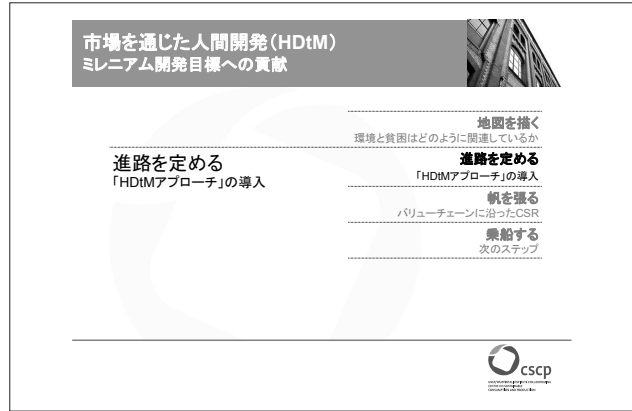 市場を通じた人間開発(HDtM)
ミレニアム開発目標への貢献
進路を定める
「HDtMアプローチ」の導入
地図を描く
環境と貧困はどのように関連しているか
進路を定める
「HDtMアプローチ」の導入
帆を張る
バリューチェーンに沿ったCSR
乗船する
次のステップ
cscp